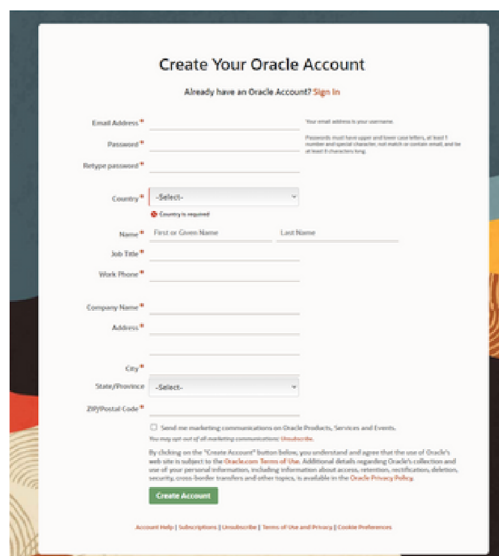 Create Your Oracle Account
Already have an Oracle Account? Sign In
Email Address *
Your email address is your username.
Password *
Passwords must have upper and lower case letters, at least 1
number and special character, not match or contain email, and be
at least 8 characters long.
Retype password *
Country * -Select-
Country is required
Name * First or Given Name Last Name
Job Title *
Work Phone *
Company Name *
Address *
City *
State/Province -Select-
ZIP/Postal Code *
Send me marketing communications on Oracle Products, Services and Events.
You may opt out of all marketing communications: Unsubscribe.
By clicking on the "Create Account" button below, you understand and agree that the use of Oracle's
web site is subject to the Oracle.com Terms of Use. Additional details regarding Oracle's collection and
use of your personal information, including information about access, retention, rectification, deletion,
security, cross-border transfers and other topics, is available in the Oracle Privacy Policy.
Create Account
Account Help | Subscriptions | Unsubscribe | Terms of Use and Privacy | Cookie Preferences